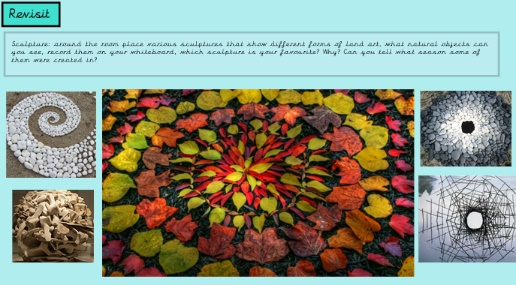 Revisit
Sculpture: around the room place various sculptures that show different forms of land art, what natural objects can
you see, record them on your whiteboard, which sculpture is your favourite? Why? Can you tell what season some of
them were created in?